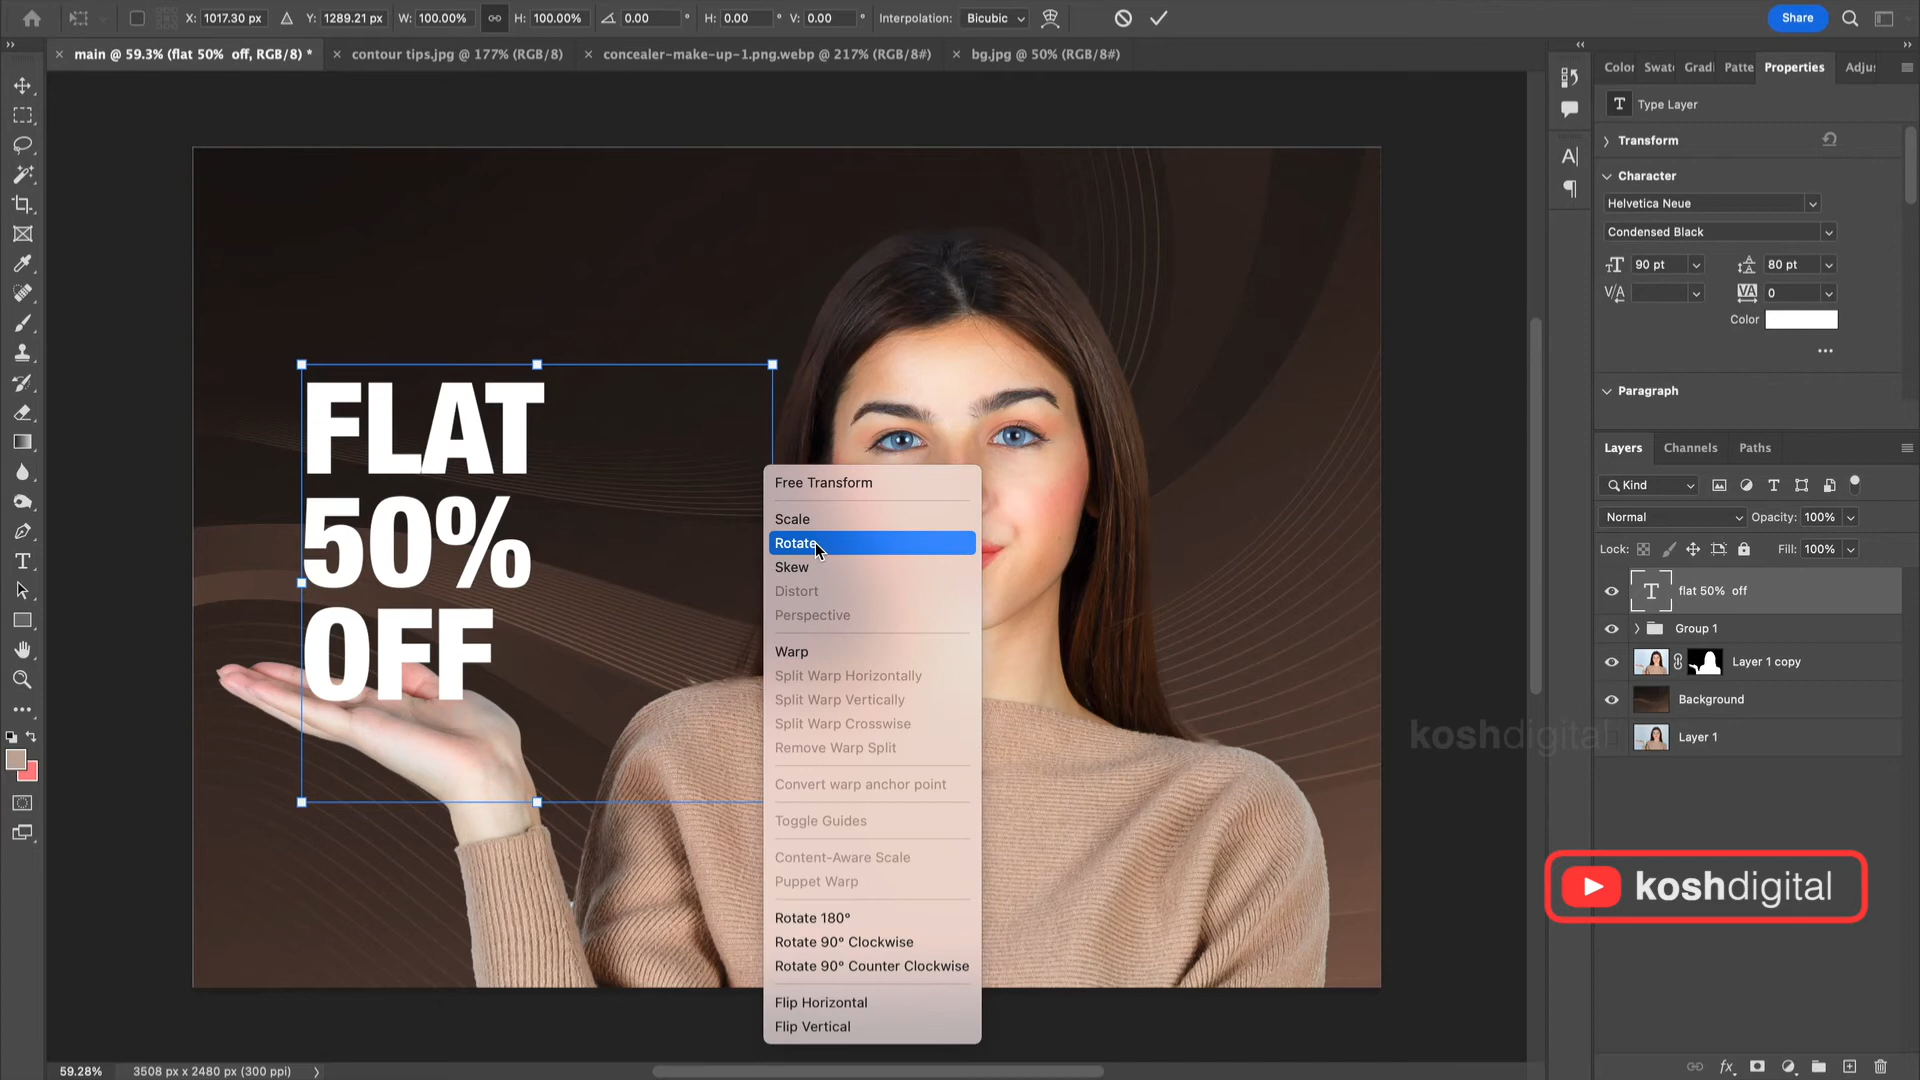 X: 1017.30 px Y: 1289.21 px W: 100.00% H: 100.00% 0.00 ° H: 0.00 ° V: 0.00 ° Interpolation: Bicubic Share
main @ 59.3% (flat 50%  off, RGB/8) * contour tips.jpg @ 177% (RGB/8) concealer-make-up-1.png.webp @ 217% (RGB/8#) bg.jpg @ 50% (RGB/8#)
Color Swatc Gradi Patte Properties Adjus
T Type Layer
Transform
Character
Helvetica Neue
Condensed Black
90 pt 80 pt
0
Color
Paragraph
FLAT
50%
OFF
Free Transform
Scale
Rotate
Skew
Distort
Perspective
Warp
Split Warp Horizontally
Split Warp Vertically
Split Warp Crosswise
Remove Warp Split
Convert warp anchor point
Toggle Guides
Content-Aware Scale
Puppet Warp
Rotate 180°
Rotate 90° Clockwise
Rotate 90° Counter Clockwise
Flip Horizontal
Flip Vertical
Layers Channels Paths
Kind
Normal Opacity: 100%
Lock: Fill: 100%
T flat 50%  off
Group 1
Layer 1 copy
Background
Layer 1
koshdigital
koshdigital
59.28% 3508 px x 2480 px (300 ppi)